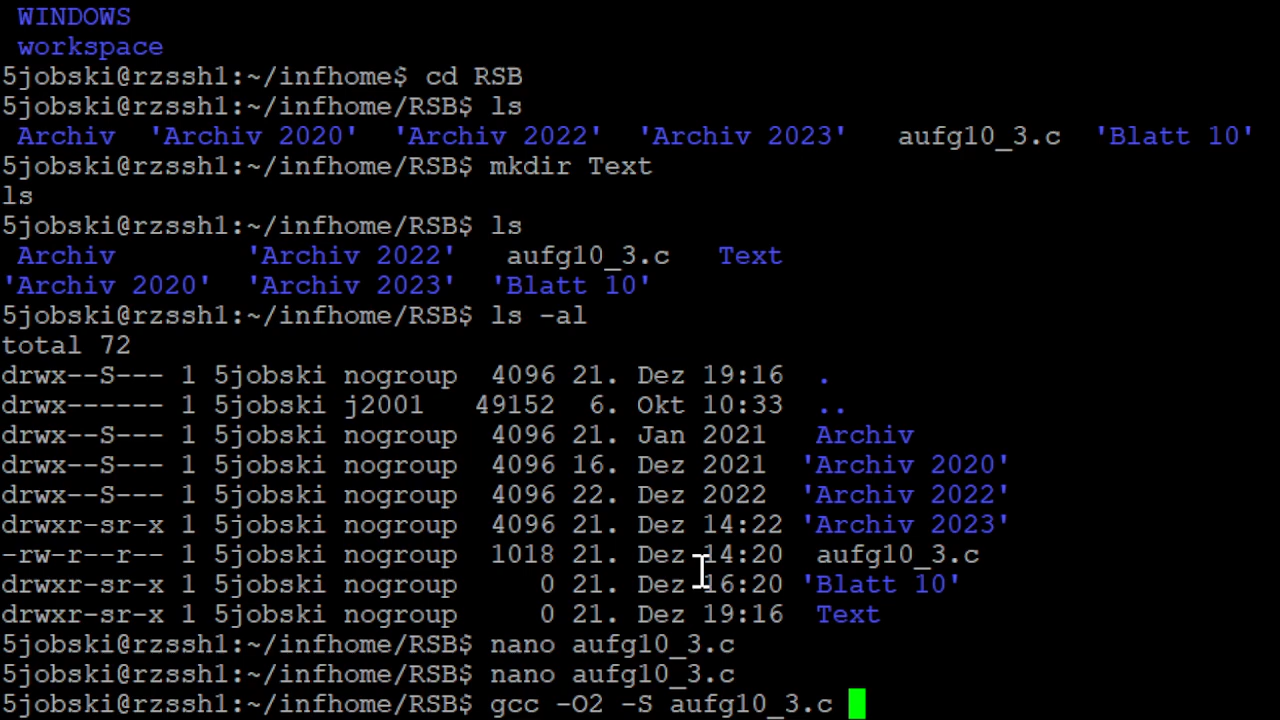 WINDOWS
workspace
5jobski@rzssh1:~/infhome$ cd RSB
5jobski@rzssh1:~/infhome/RSB$ ls
Archiv  'Archiv 2020'  'Archiv 2022'  'Archiv 2023'   aufg10_3.c  'Blatt 10'
5jobski@rzssh1:~/infhome/RSB$ mkdir Text
ls
5jobski@rzssh1:~/infhome/RSB$ ls
Archiv        'Archiv 2022'   aufg10_3.c   Text
'Archiv 2020'  'Archiv 2023'  'Blatt 10'
5jobski@rzssh1:~/infhome/RSB$ ls -al
total 72
drwx--S--- 1 5jobski nogroup  4096 21. Dez 19:16  .
drwx------ 1 5jobski j2001   49152  6. Okt 10:33  ..
drwx--S--- 1 5jobski nogroup  4096 21. Jan 2021   Archiv
drwx--S--- 1 5jobski nogroup  4096 16. Dez 2021  'Archiv 2020'
drwx--S--- 1 5jobski nogroup  4096 22. Dez 2022  'Archiv 2022'
drwxr-sr-x 1 5jobski nogroup  4096 21. Dez 14:22 'Archiv 2023'
-rw-r--r-- 1 5jobski nogroup  1018 21. Dez 14:20  aufg10_3.c
drwxr-sr-x 1 5jobski nogroup     0 21. Dez 16:20 'Blatt 10'
drwxr-sr-x 1 5jobski nogroup     0 21. Dez 19:16  Text
5jobski@rzssh1:~/infhome/RSB$ nano aufg10_3.c
5jobski@rzssh1:~/infhome/RSB$ nano aufg10_3.c
5jobski@rzssh1:~/infhome/RSB$ gcc -O2 -S aufg10_3.c